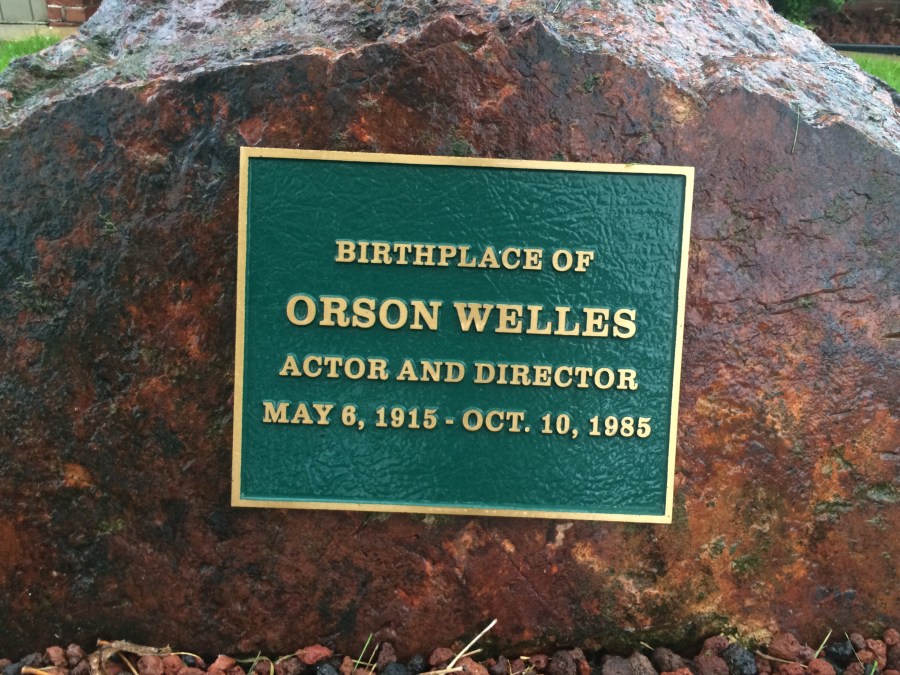 BIRTHPLACE OF
ORSON WELLES
ACTOR AND DIRECTOR
MAY 6, 1915 - OCT. 10, 1985